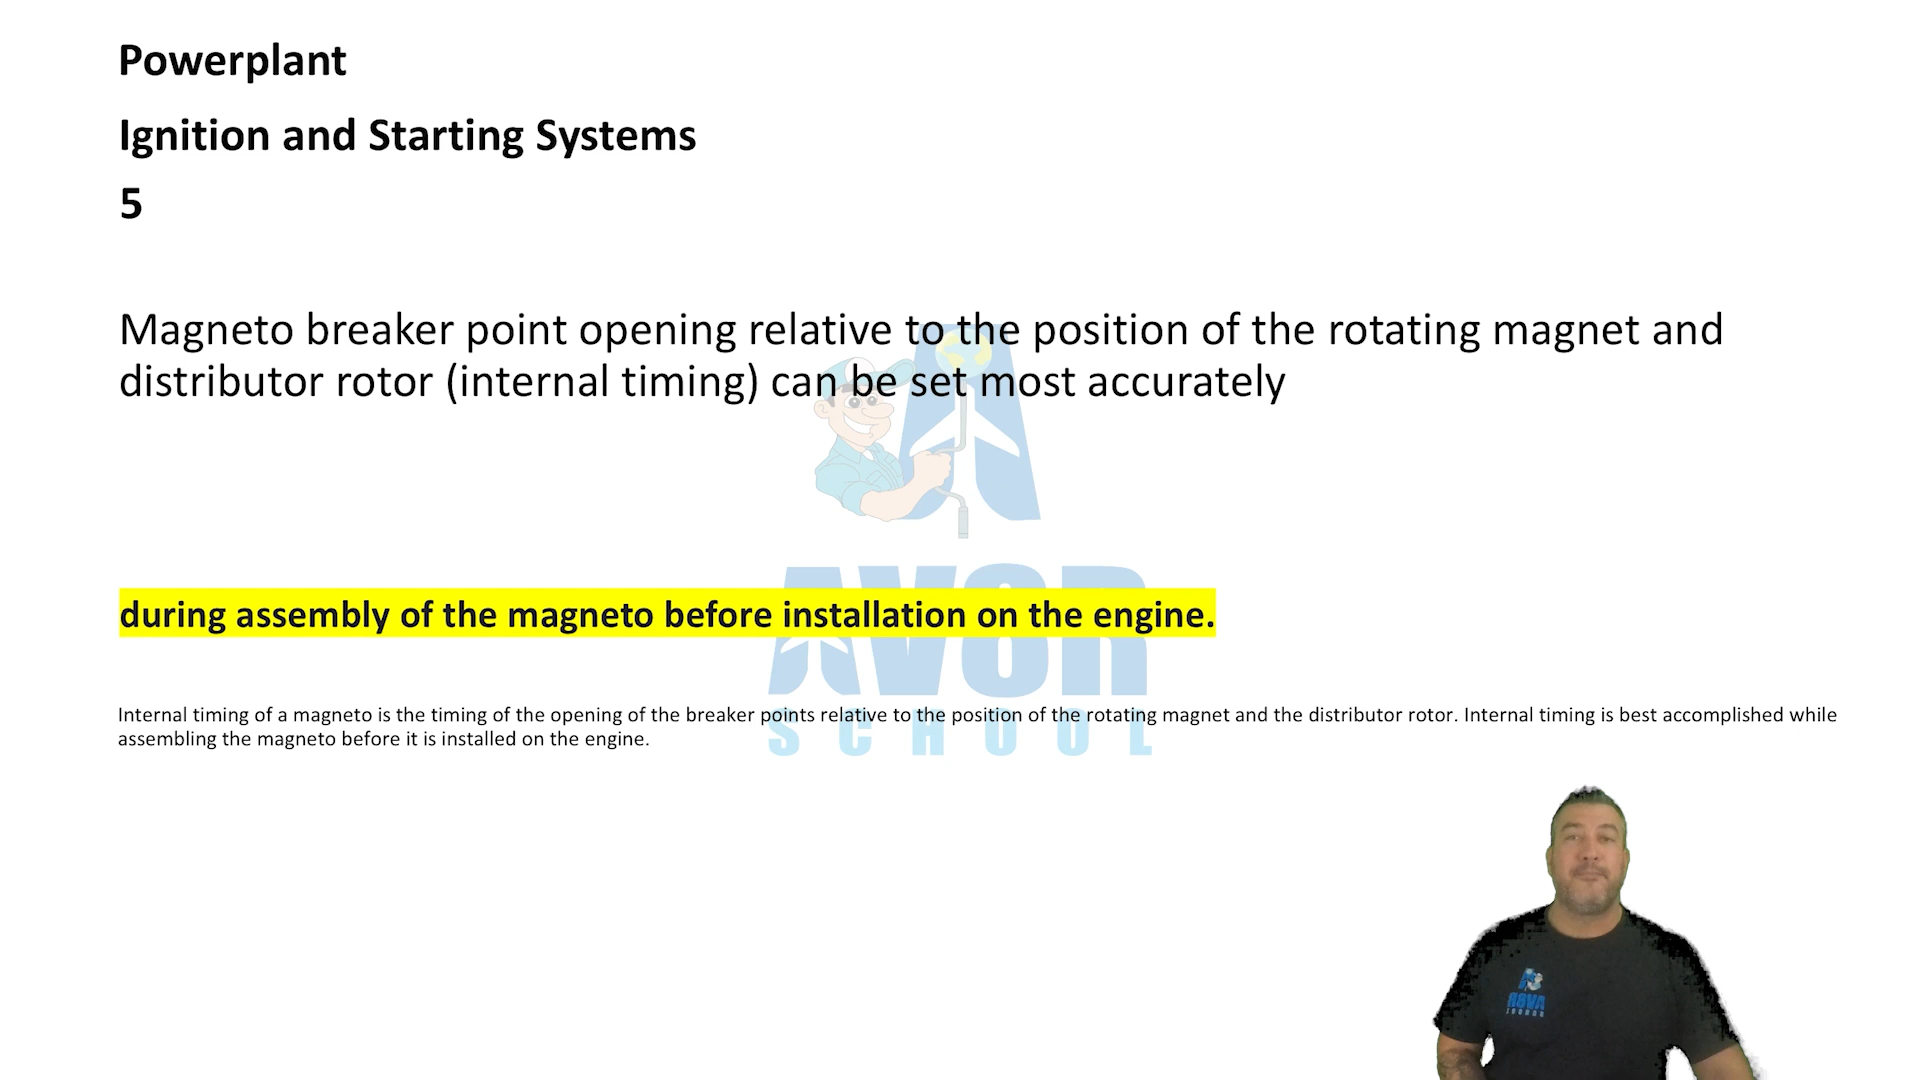 Powerplant
Ignition and Starting Systems
5
Magneto breaker point opening relative to the position of the rotating magnet and
distributor rotor (internal timing) can be set most accurately
during assembly of the magneto before installation on the engine.
AV8R
Internal timing of a magneto is the timing of the opening of the breaker points relative to the position of the rotating magnet and the distributor rotor. Internal timing is best accomplished while
assembling the magneto before it is installed on the engine.
SCHOOL
AV8R
SCHOOL